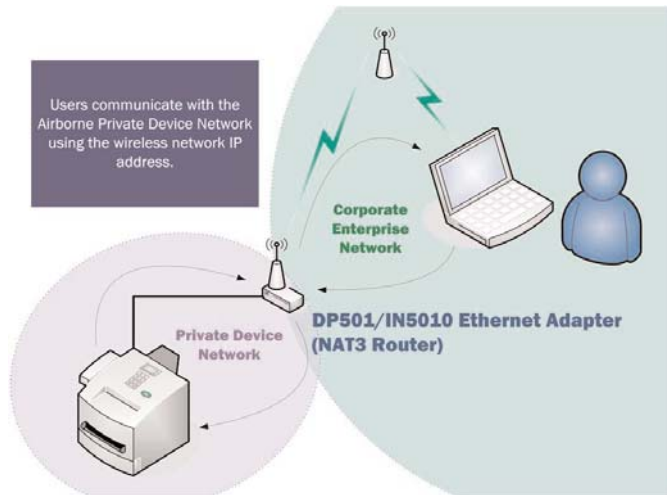 Users communicate with the
Airborne Private Device Network
using the wireless network IP
address.
Corporate
Enterprise
Network
DP501/IN5010 Ethernet Adapter
(NAT3 Router)
Private Device
Network